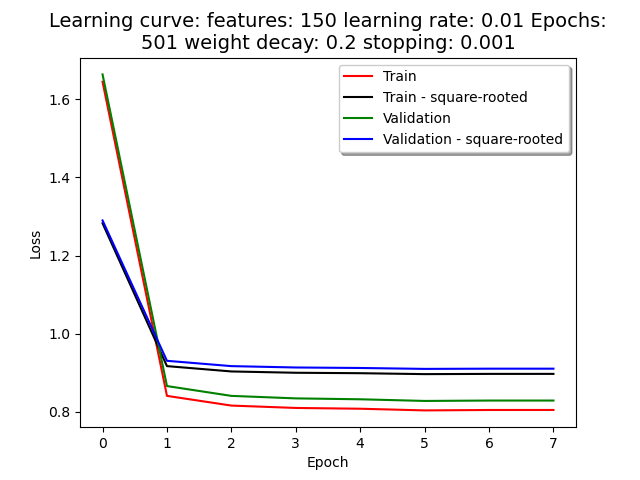 Learning curve: features: 150 learning rate: 0.01 Epochs:
501 weight decay: 0.2 stopping: 0.001
Train
Train - square-rooted
Validation
Validation - square-rooted
1.6
1.4
1.2
1.0
0.8
Loss
0 1 2 3 4 5 6 7
Epoch